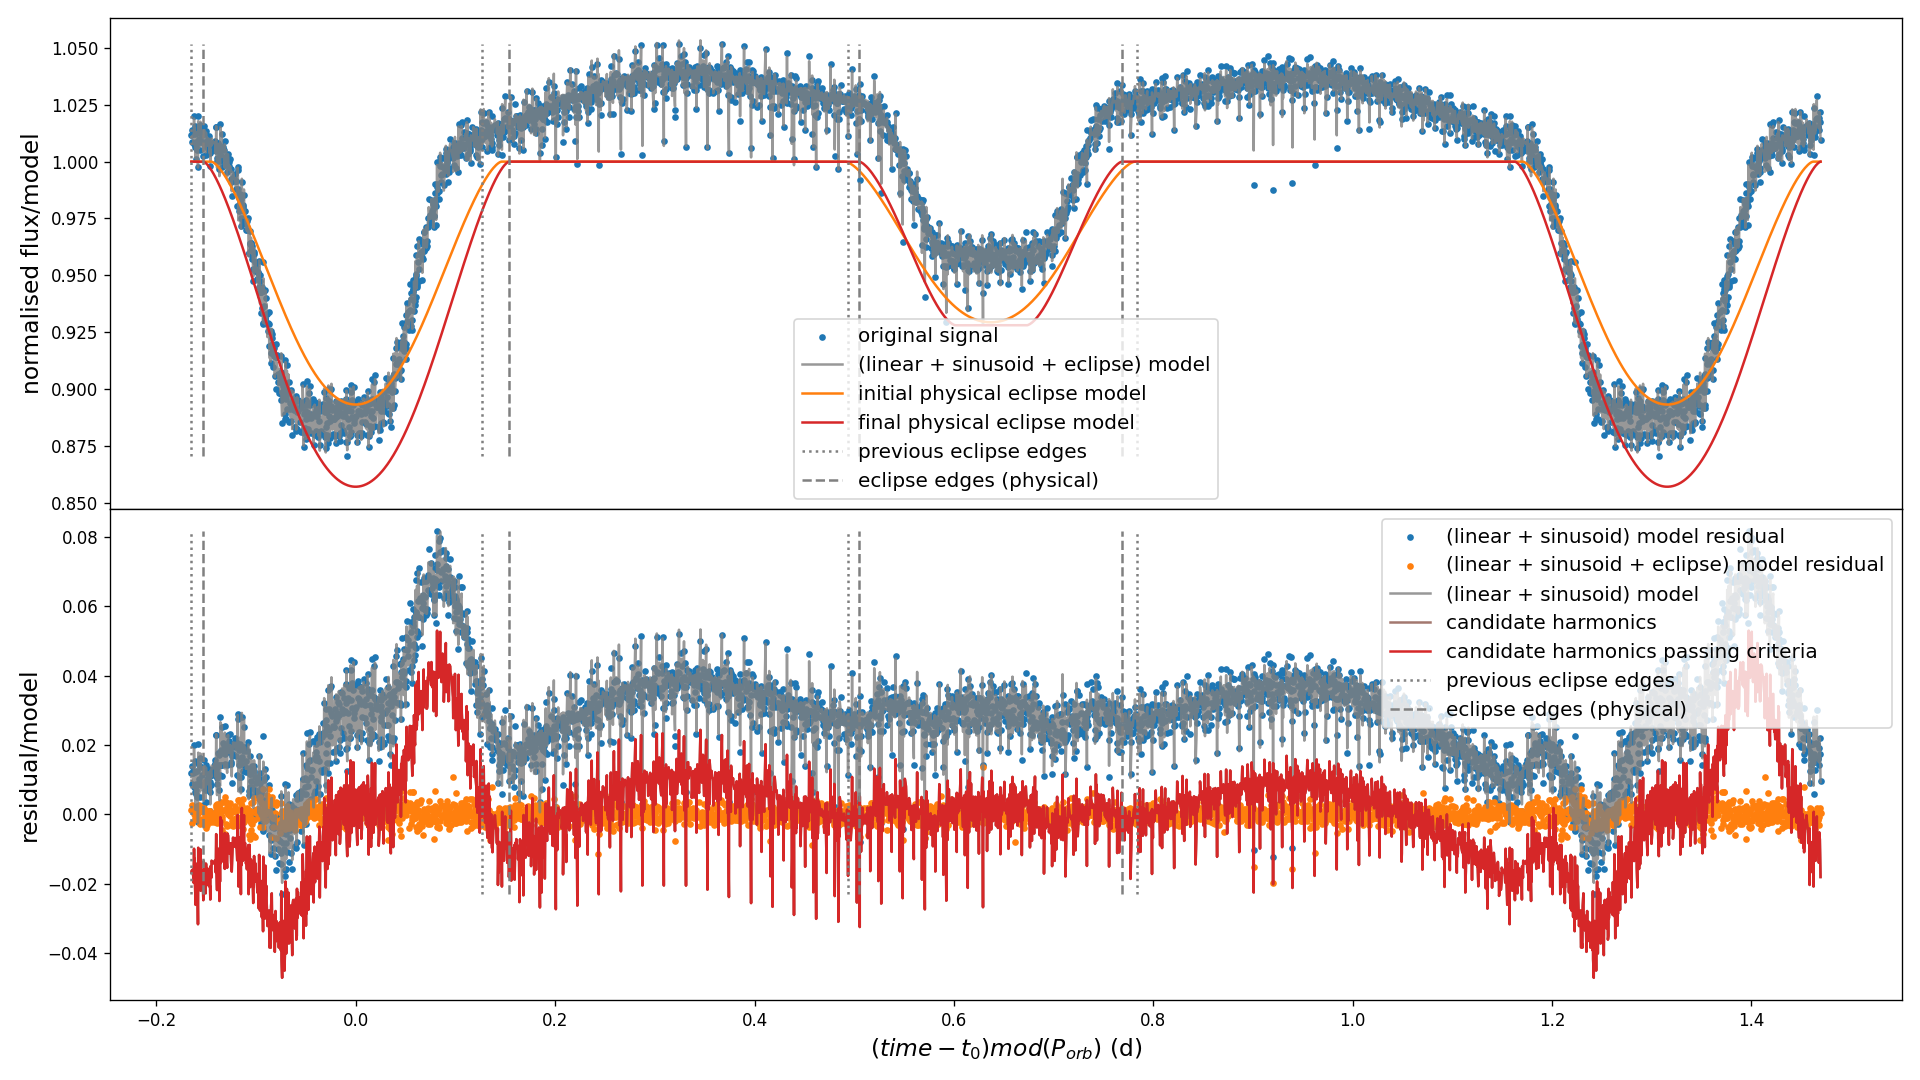 normalised flux/model
1.050
1.025
1.000
0.975
0.950
0.925
0.900
0.875
0.850
original signal
(linear + sinusoid + eclipse) model
initial physical eclipse model
final physical eclipse model
previous eclipse edges
eclipse edges (physical)
residual/model
0.08
0.06
0.04
0.02
0.00
−0.02
−0.04
(linear + sinusoid) model residual
(linear + sinusoid + eclipse) model residual
(linear + sinusoid) model
candidate harmonics
candidate harmonics passing criteria
previous eclipse edges
eclipse edges (physical)
−0.2 0.0 0.2 0.4 0.6 0.8 1.0 1.2 1.4
(time − t₀)mod(P_orb) (d)